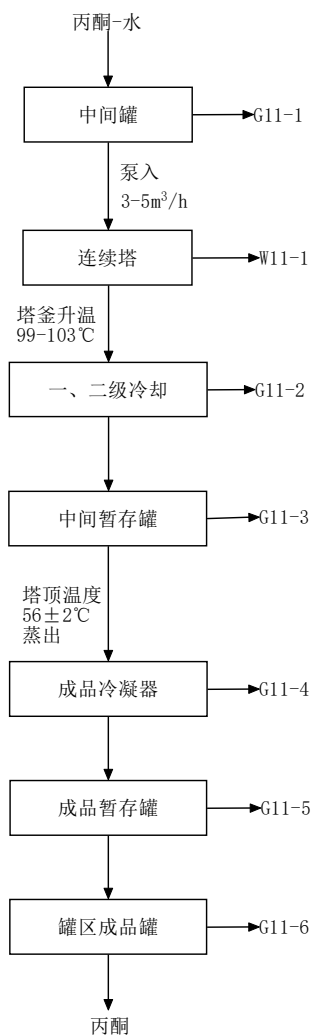 丙酮-水
中间罐
G11-1
泵入
3-5m³/h
连续塔
W11-1
塔釜升温
99-103℃
一、二级冷却
G11-2
中间暂存罐
G11-3
塔顶温度
56±2℃
蒸出
成品冷凝器
G11-4
成品暂存罐
G11-5
罐区成品罐
G11-6
丙酮